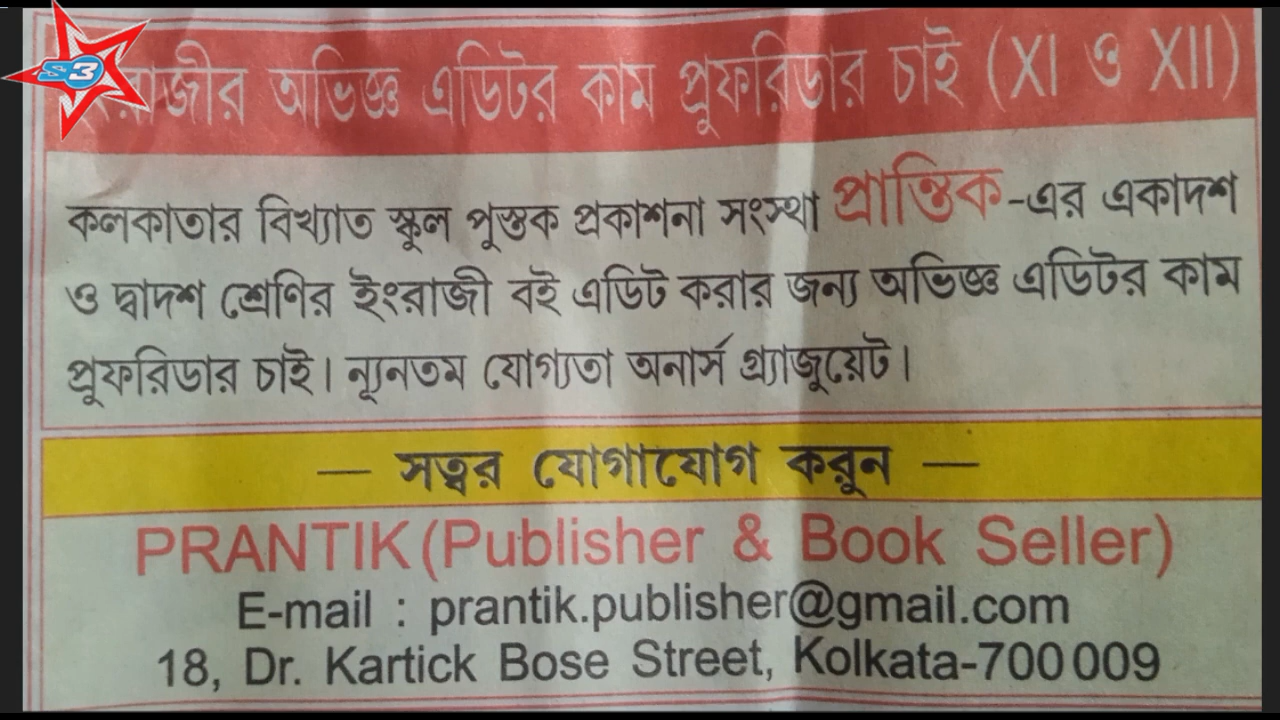 S3
ইংরাজীর অভিজ্ঞ এডিটর কাম প্রুফরিডার চাই (XI ও XII)
কলকাতার বিখ্যাত স্কুল পুস্তক প্রকাশনা সংস্থা প্রান্তিক-এর একাদশ
ও দ্বাদশ শ্রেণির ইংরাজী বই এডিট করার জন্য অভিজ্ঞ এডিটর কাম
প্রুফরিডার চাই। ন্যূনতম যোগ্যতা অনার্স গ্র্যাজুয়েট।
— সত্বর যোগাযোগ করুন —
PRANTIK (Publisher & Book Seller)
E-mail : prantik.publisher@gmail.com
18, Dr. Kartick Bose Street, Kolkata-700 009